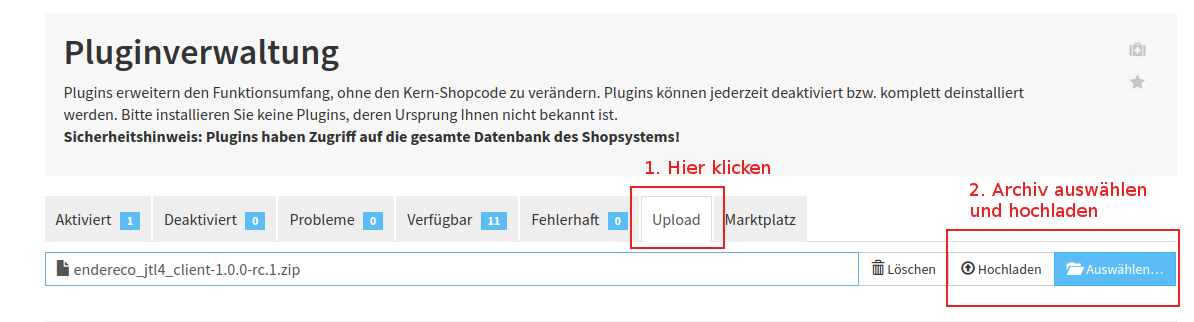 Pluginverwaltung
Plugins erweitern den Funktionsumfang, ohne den Kern-Shopcode zu verändern. Plugins können jederzeit deaktiviert bzw. komplett deinstalliert
werden. Bitte installieren Sie keine Plugins, deren Ursprung Ihnen nicht bekannt ist.
Sicherheitshinweis: Plugins haben Zugriff auf die gesamte Datenbank des Shopsystems!
1. Hier klicken
2. Archiv auswählen
und hochladen
Aktiviert 1 Deaktiviert 0 Probleme 0 Verfügbar 11 Fehlerhaft 0 Upload Marktplatz
endereco_jtl4_client-1.0.0-rc.1.zip Löschen Hochladen Auswählen...